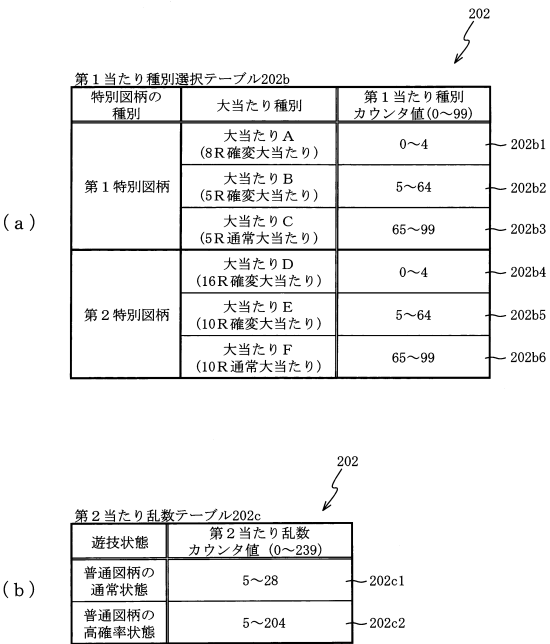 202
第１当たり種別選択テーブル202b
特別図柄の
種別
大当たり種別
第１当たり種別
カウンタ値(0～99)
(a)
第１特別図柄
大当たりＡ
(8R確変大当たり)
0～4
202b1
大当たりＢ
(5R確変大当たり)
5～64
202b2
大当たりＣ
(5R通常大当たり)
65～99
202b3
第２特別図柄
大当たりＤ
(16R確変大当たり)
0～4
202b4
大当たりＥ
(10R確変大当たり)
5～64
202b5
大当たりＦ
(10R通常大当たり)
65～99
202b6
202
第２当たり乱数テーブル202c
遊技状態
第２当たり乱数
カウンタ値 (0～239)
(b)
普通図柄の
通常状態
5～28
202c1
普通図柄の
高確率状態
5～204
202c2